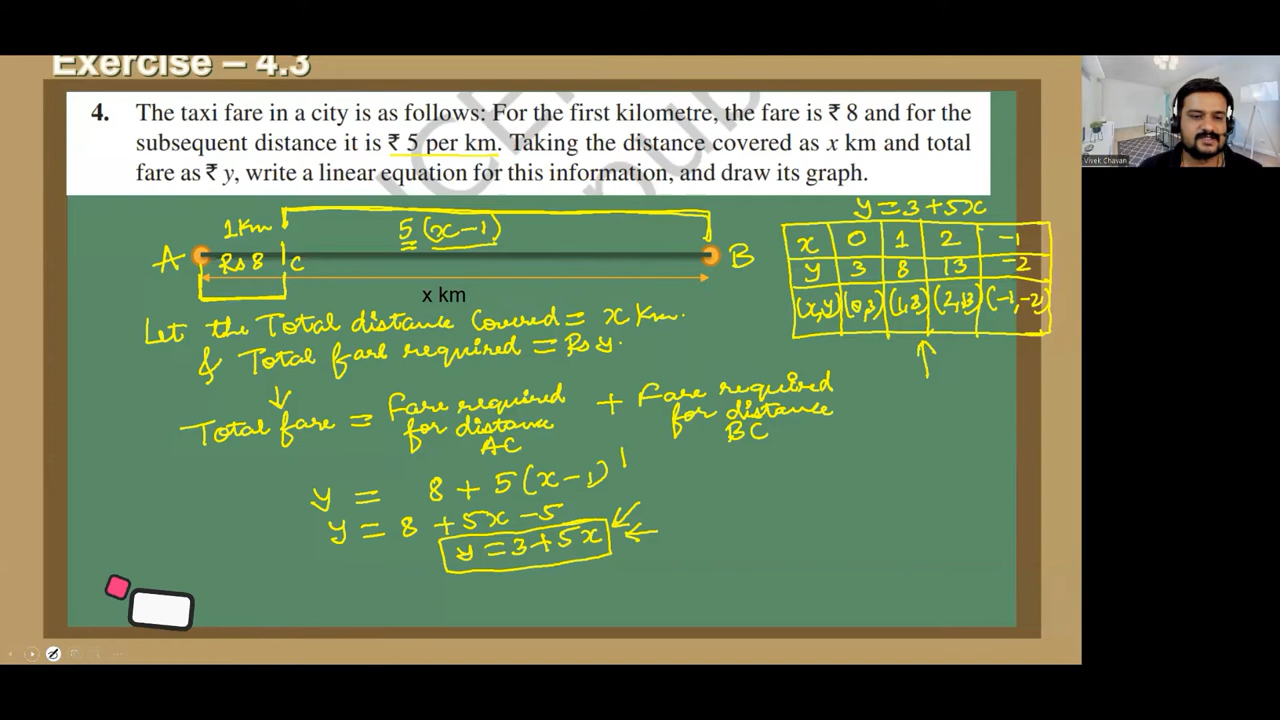 Exercise – 4.3
4. The taxi fare in a city is as follows: For the first kilometre, the fare is ₹ 8 and for the
subsequent distance it is ₹ 5 per km. Taking the distance covered as x km and total
fare as ₹ y, write a linear equation for this information, and draw its graph.
1Km
5(x-1)
A Rs 8 C B
x km
y = 3+5x
x 0 1 2 -1
y 3 8 13 -2
(x,y) (0,3) (1,8) (2,13) (-1,-2)
Let the Total distance Covered = x Km.
& Total fare required = Rs y.
Total fare = Fare required for distance AC + Fare required for distance BC
y = 8 + 5(x-1)
y = 8 + 5x - 5
y = 3+5x
Vivek Chavan